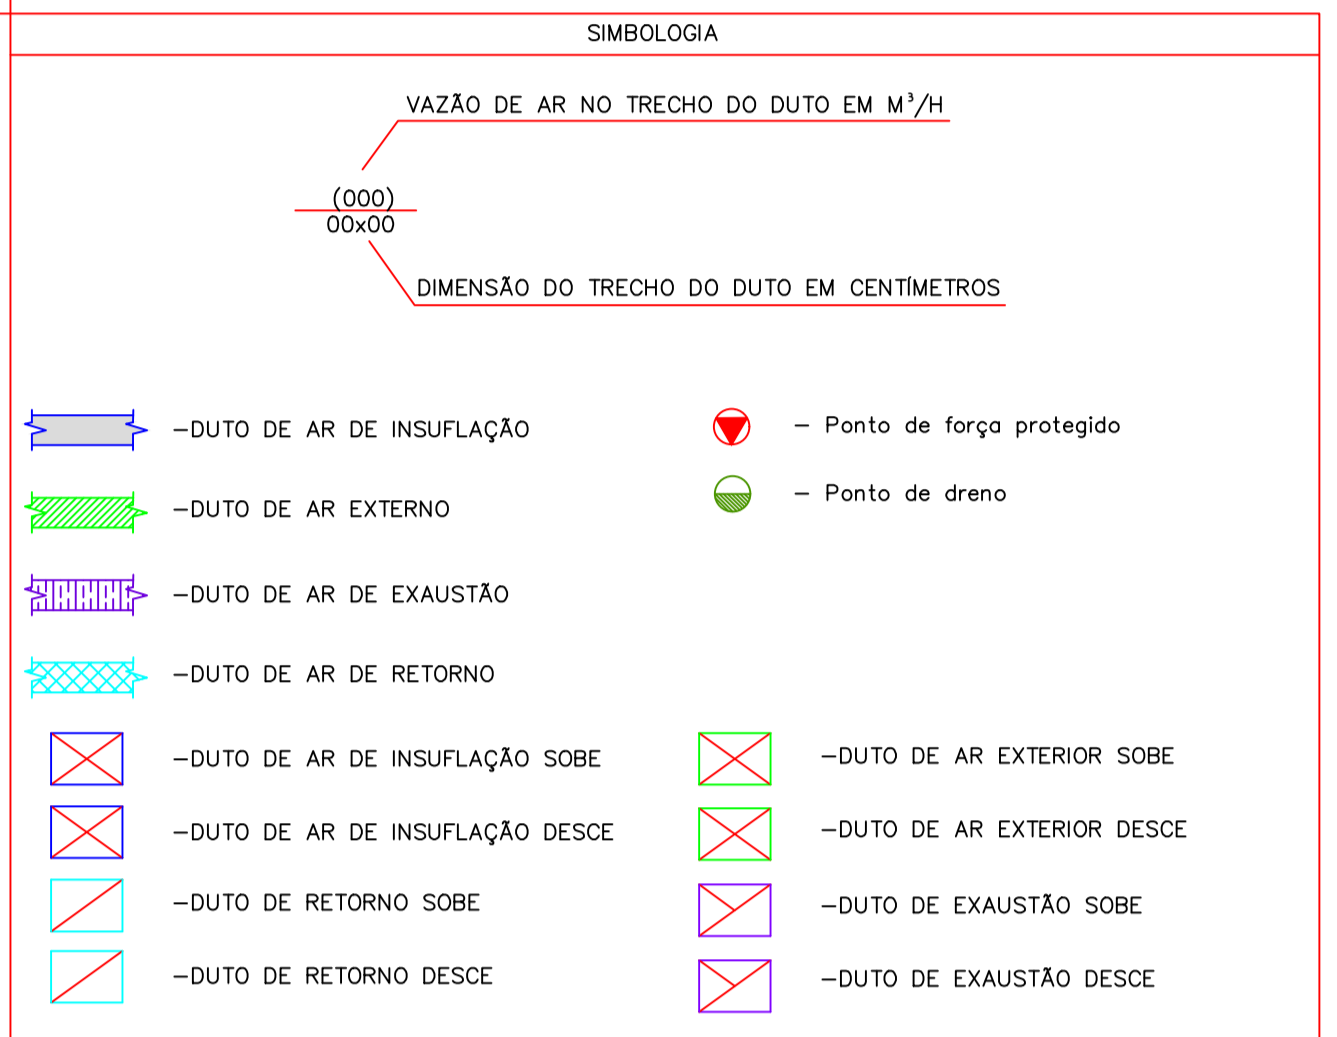 SIMBOLOGIA
VAZÃO DE AR NO TRECHO DO DUTO EM M³/H
(000)
00x00
DIMENSÃO DO TRECHO DO DUTO EM CENTÍMETROS
-DUTO DE AR DE INSUFLAÇÃO
-DUTO DE AR EXTERNO
-DUTO DE AR DE EXAUSTÃO
-DUTO DE AR DE RETORNO
- Ponto de força protegido
- Ponto de dreno
-DUTO DE AR DE INSUFLAÇÃO SOBE
-DUTO DE AR DE INSUFLAÇÃO DESCE
-DUTO DE RETORNO SOBE
-DUTO DE RETORNO DESCE
-DUTO DE AR EXTERIOR SOBE
-DUTO DE AR EXTERIOR DESCE
-DUTO DE EXAUSTÃO SOBE
-DUTO DE EXAUSTÃO DESCE